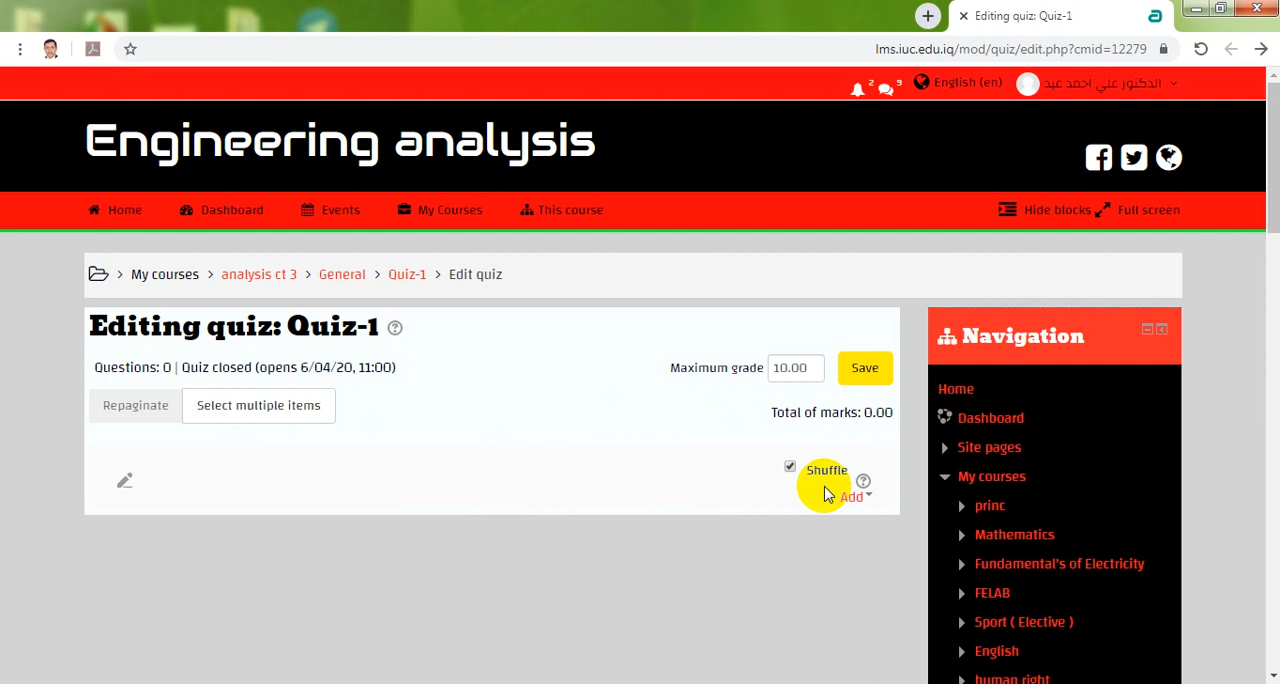 Editing quiz: Quiz-1
lms.iuc.edu.iq/mod/quiz/edit.php?cmid=12279
2 9 English (en) الدكتور علي احمد عيد
Engineering analysis
Home Dashboard Events My Courses This course Hide blocks Full screen
> My courses > analysis ct 3 > General > Quiz-1 > Edit quiz
Editing quiz: Quiz-1
Questions: 0 | Quiz closed (opens 6/04/20, 11:00)
Maximum grade 10.00 Save
Repaginate Select multiple items
Total of marks: 0.00
Shuffle
Add
Navigation
Home
Dashboard
Site pages
My courses
princ
Mathematics
Fundamental's of Electricity
FELAB
Sport ( Elective )
English
human right